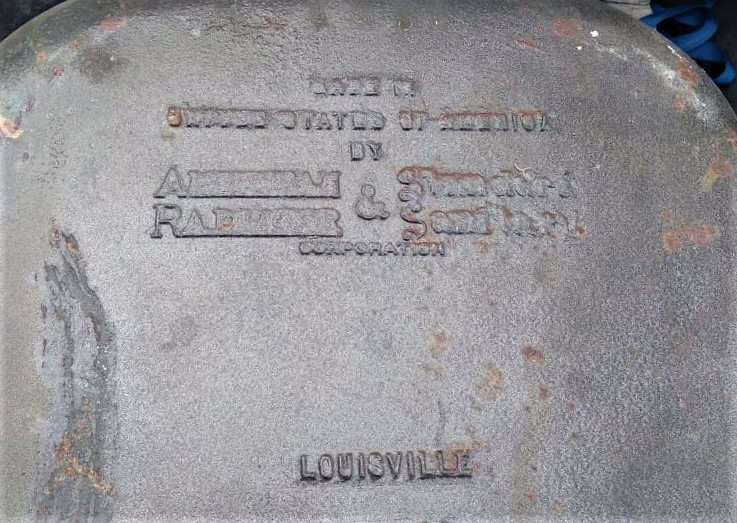 MADE IN
UNITED STATES OF AMERICA
BY
AMERICAN & Standard
RADIATOR Sanitary
CORPORATION
LOUISVILLE